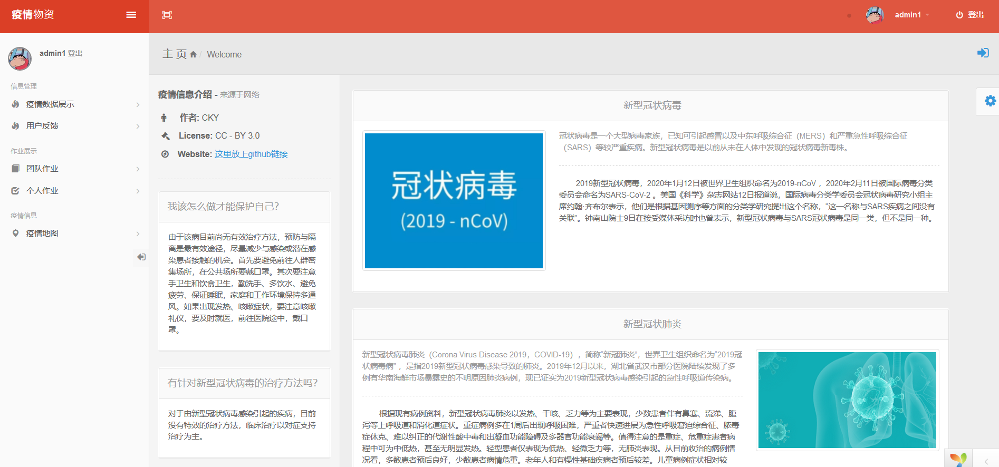 疫情物资
admin1
登出
admin1 登出
信息管理
疫情数据展示
用户反馈
作业展示
团队作业
个人作业
疫情信息
疫情地图
主 页 / Welcome
疫情信息介绍 - 来源于网络
作者: CKY
License: CC - BY 3.0
Website: 这里放上github链接
我该怎么做才能保护自己？
由于该病目前尚无有效治疗方法，预防与隔
离是最有效途径，尽量减少与感染或潜在感
染患者接触的机会。首先要避免前往人群密
集场所，在公共场所要戴口罩。其次要注意
手卫生和饮食卫生，勤洗手、多饮水、避免
疲劳、保证睡眠，家庭和工作环境保持多通
风。如果出现发热、咳嗽症状，要注意咳嗽
礼仪，要及时就医，前往医院途中，戴口
罩。
有针对新型冠状病毒的治疗方法吗？
对于由新型冠状病毒感染引起的疾病，目前
没有特效的治疗方法，临床治疗以对症支持
治疗为主。
新型冠状病毒
冠状病毒
(2019 - nCoV)
冠状病毒是一个大型病毒家族，已知可引起感冒以及中东呼吸综合征（MERS）和严重急性呼吸综合征
（SARS）等较严重疾病。新型冠状病毒是以前从未在人体中发现的冠状病毒新毒株。
2019新型冠状病毒，2020年1月12日被世界卫生组织命名为2019-nCoV ，2020年2月11日被国际病毒分类
委员会命名为SARS-CoV-2 。美国《科学》杂志网站12日报道说，国际病毒分类学委员会冠状病毒研究小组主
席约翰·齐布尔表示，他们是根据基因测序等方面的分类学研究提出这个名称，“这一名称与SARS疾病之间没有
关联”。钟南山院士9日在接受媒体采访时也曾表示，新型冠状病毒与SARS冠状病毒是同一类，但不是同一种。
新型冠状肺炎
新型冠状病毒肺炎（Corona Virus Disease 2019，COVID-19），简称“新冠肺炎”，世界卫生组织命名为“2019冠
状病毒病” ，是指2019新型冠状病毒感染导致的肺炎。2019年12月以来，湖北省武汉市部分医院陆续发现了多
例有华南海鲜市场暴露史的不明原因肺炎病例，现已证实为2019新型冠状病毒感染引起的急性呼吸道传染病。
根据现有病例资料，新型冠状病毒肺炎以发热、干咳、乏力等为主要表现，少数患者伴有鼻塞、流涕、腹
泻等上呼吸道和消化道症状。重症病例多在1周后出现呼吸困难，严重者快速进展为急性呼吸窘迫综合征、脓毒
症休克、难以纠正的代谢性酸中毒和出凝血功能障碍及多器官功能衰竭等。值得注意的是重症、危重症患者病
程中可为中低热，甚至无明显发热。轻型患者仅表现为低热、轻微乏力等，无肺炎表现。从目前收治的病例情
况看，多数患者预后良好，少数患者病情危重。老年人和有慢性基础疾病者预后较差。儿童病例症状相对较